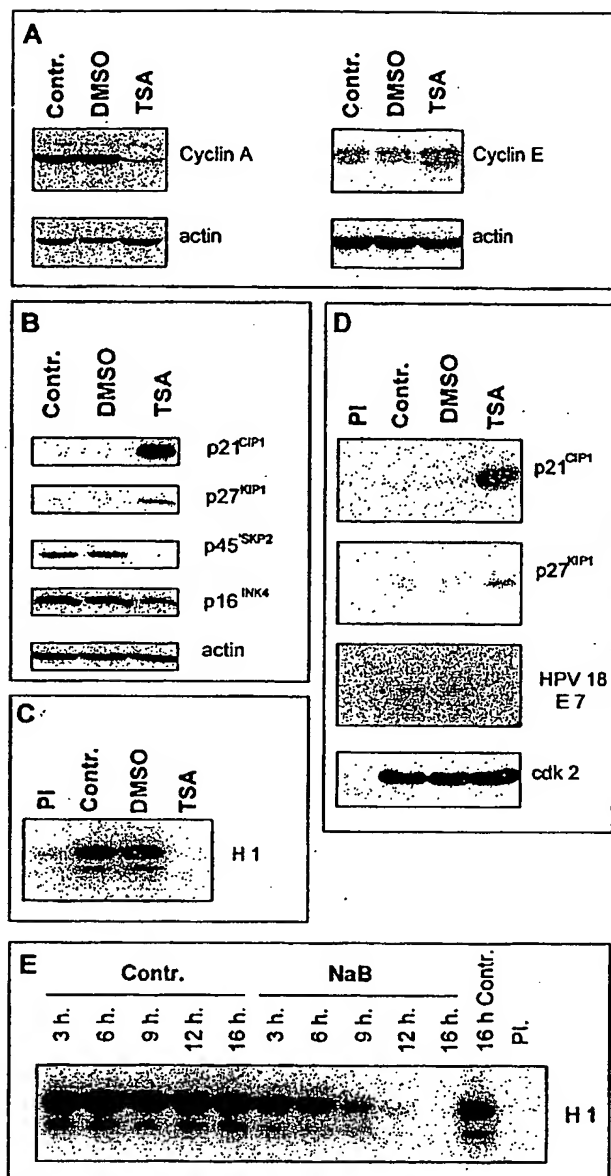 A
Contr. DMSO TSA
Cyclin A
actin
Contr. DMSO TSA
Cyclin E
actin
B
Contr. DMSO TSA
p21CIP1
p27KIP1
p45SKP2
p16INK4
actin
C
PI Contr. DMSO TSA
H 1
D
PI Contr. DMSO TSA
p21CIP1
p27KIP1
HPV 18
E 7
cdk 2
E
Contr. NaB
3 h. 6 h. 9 h. 12 h. 16 h. 3 h. 6 h. 9 h. 12 h. 16 h. 16 h Contr. PI.
H 1